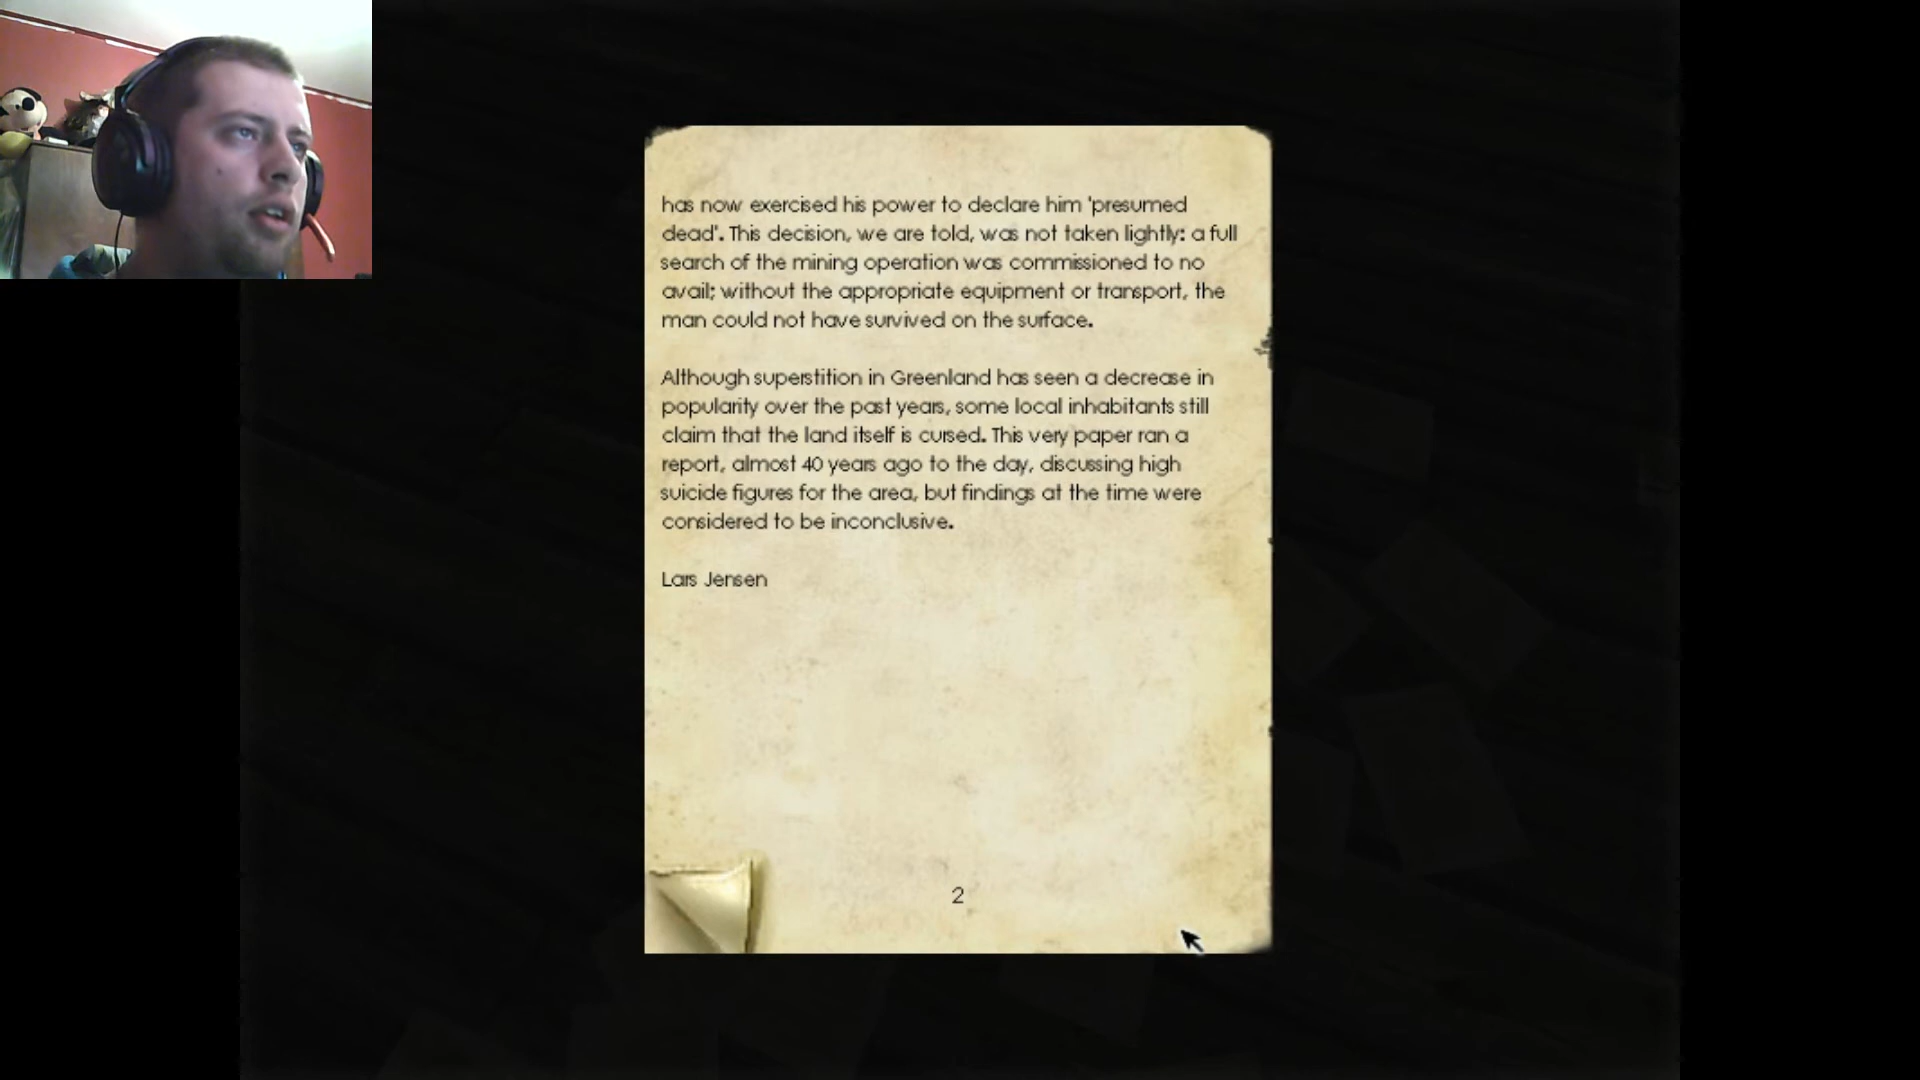 has now exercised his power to declare him 'presumed
dead'. This decision, we are told, was not taken lightly: a full
search of the mining operation was commissioned to no
avail; without the appropriate equipment or transport, the
man could not have survived on the surface.
Although superstition in Greenland has seen a decrease in
popularity over the past years, some local inhabitants still
claim that the land itself is cursed. This very paper ran a
report, almost 40 years ago to the day, discussing high
suicide figures for the area, but findings at the time were
considered to be inconclusive.
Lars Jensen
2